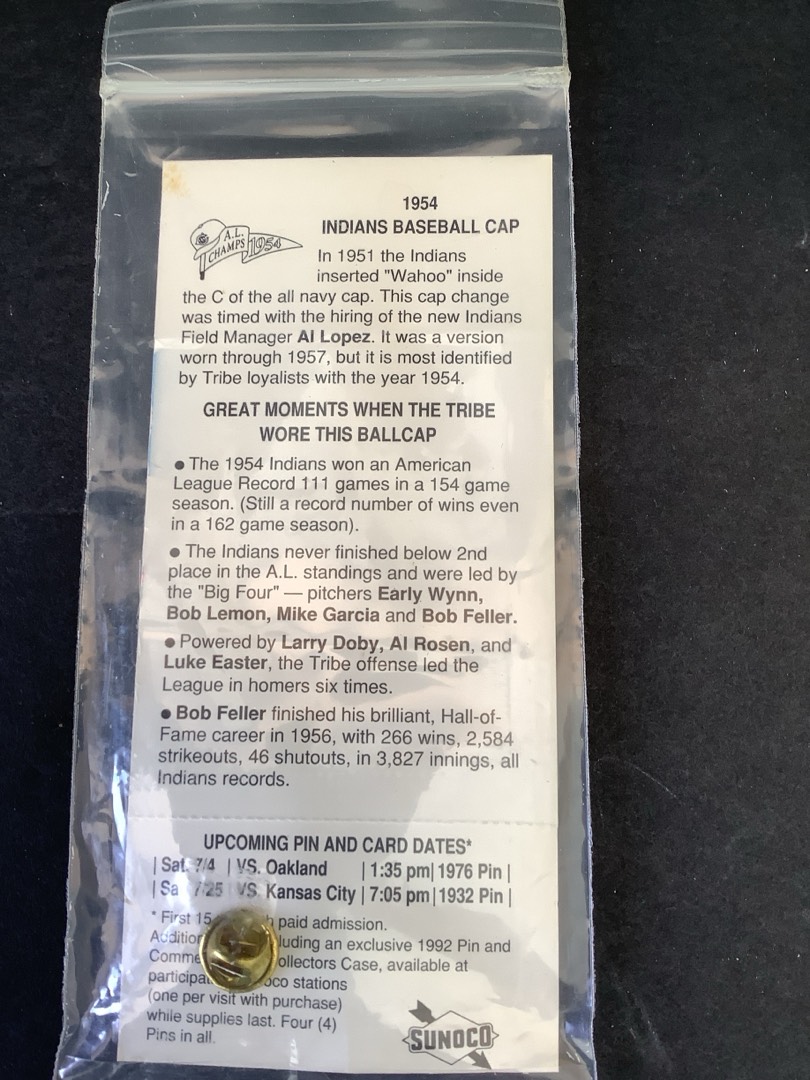 1954
INDIANS BASEBALL CAP
A.L.
CHAMPS 1954
In 1951 the Indians
inserted "Wahoo" inside
the C of the all navy cap. This cap change
was timed with the hiring of the new Indians
Field Manager Al Lopez. It was a version
worn through 1957, but it is most identified
by Tribe loyalists with the year 1954.
GREAT MOMENTS WHEN THE TRIBE
WORE THIS BALLCAP
● The 1954 Indians won an American
League Record 111 games in a 154 game
season. (Still a record number of wins even
in a 162 game season).
● The Indians never finished below 2nd
place in the A.L. standings and were led by
the "Big Four" — pitchers Early Wynn,
Bob Lemon, Mike Garcia and Bob Feller.
● Powered by Larry Doby, Al Rosen, and
Luke Easter, the Tribe offense led the
League in homers six times.
● Bob Feller finished his brilliant, Hall-of-
Fame career in 1956, with 266 wins, 2,584
strikeouts, 46 shutouts, in 3,827 innings, all
Indians records.
UPCOMING PIN AND CARD DATES*
| Sat. 7/4 | VS. Oakland | 1:35 pm | 1976 Pin |
| Sa 7/25 VS. Kansas City | 7:05 pm | 1932 Pin |
* First 15 paid admission.
an exclusive 1992 Pin and
Case, available at
stations
(one per visit with purchase)
while supplies last. Four (4)
Pins in all.
SUNOCO